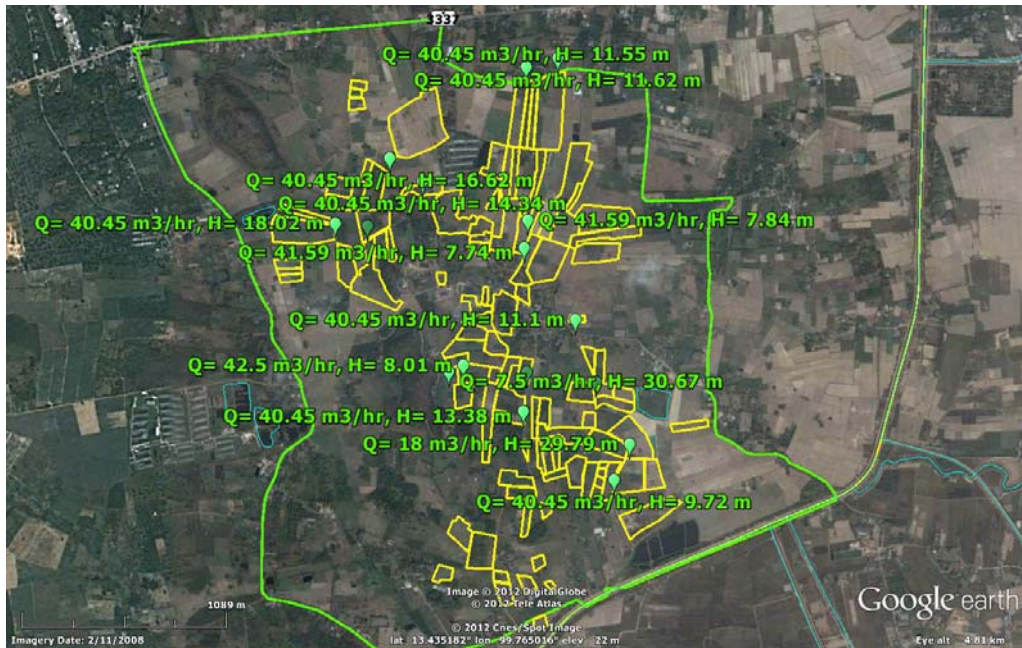 337
Q= 40.45 m3/hr, H= 11.55 m
Q= 40.45 m3/hr, H= 11.62 m
Q= 40.45 m3/hr, H= 16.62 m
Q= 40.45 m3/hr, H= 14.34 m
Q= 40.45 m3/hr, H= 18.02 m
Q= 41.59 m3/hr, H= 7.84 m
Q= 41.59 m3/hr, H= 7.74 m
Q= 40.45 m3/hr, H= 11.1 m
Q= 42.5 m3/hr, H= 8.01 m
Q= 7.5 m3/hr, H= 30.67 m
Q= 40.45 m3/hr, H= 13.38 m
Q= 18 m3/hr, H= 29.79 m
Q= 40.45 m3/hr, H= 9.72 m
Image © 2012 DigitalGlobe
© 2012 Tele Atlas
1089 m
Google earth
© 2012 Cnes/Spot Image
Imagery Date: 2/11/2008
lat 13.435182° lon 99.765016° elev 22 m
Eye alt 4.81 km